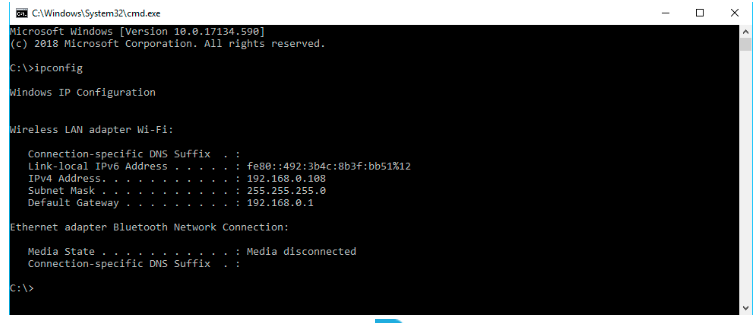 C:\Windows\System32\cmd.exe
Microsoft Windows [Version 10.0.17134.590]
(c) 2018 Microsoft Corporation. All rights reserved.
C:\>ipconfig
Windows IP Configuration
Wireless LAN adapter Wi-Fi:
Connection-specific DNS Suffix  . :
Link-local IPv6 Address . . . . . : fe80::492:3b4c:8b3f:bb51%12
IPv4 Address. . . . . . . . . . . : 192.168.0.108
Subnet Mask . . . . . . . . . . . : 255.255.255.0
Default Gateway . . . . . . . . . : 192.168.0.1
Ethernet adapter Bluetooth Network Connection:
Media State . . . . . . . . . . . : Media disconnected
Connection-specific DNS Suffix  . :
C:\>